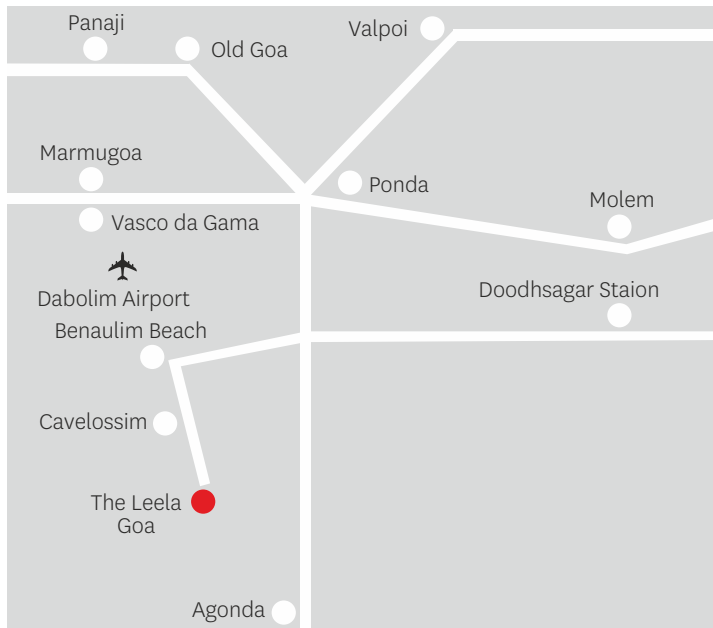 Panaji
Old Goa
Valpoi
Marmugoa
Ponda
Vasco da Gama
Molem
Dabolim Airport
Doodhsagar Staion
Benaulim Beach
Cavelossim
The Leela
Goa
Agonda